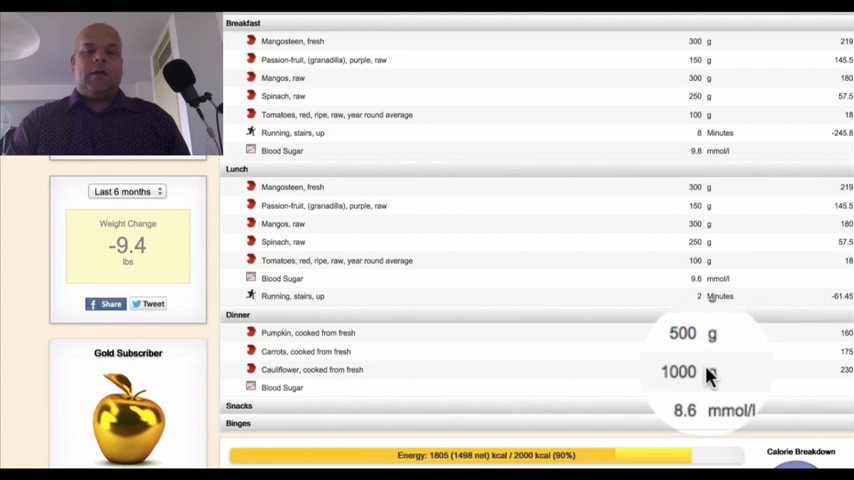 Breakfast
Mangosteen, fresh 300 g 219
Passion-fruit, (granadilla), purple, raw 150 g 145.5
Mangos, raw 300 g 180
Spinach, raw 250 g 57.5
Tomatoes, red, ripe, raw, year round average 100 g 18
Running, stairs, up 8 Minutes -245.8
Blood Sugar 9.8 mmol/l
Lunch
Mangosteen, fresh 300 g 219
Passion-fruit, (granadilla), purple, raw 150 g 145.5
Last 6 months
Mangos, raw 300 g 180
Weight Change
Spinach, raw 250 g 57.5
-9.4
lbs
Tomatoes, red, ripe, raw, year round average 100 g 18
Blood Sugar 9.6 mmol/l
Running, stairs, up 2 Minutes -61.45
Share Tweet
Dinner
Pumpkin, cooked from fresh 500 g 160
Carrots, cooked from fresh 175
Gold Subscriber
Cauliflower, cooked from fresh 1000 230
Blood Sugar 8.6 mmol/l
Snacks
Binges
Energy: 1805 (1498 net) kcal / 2000 kcal (90%)
Calorie Breakdown